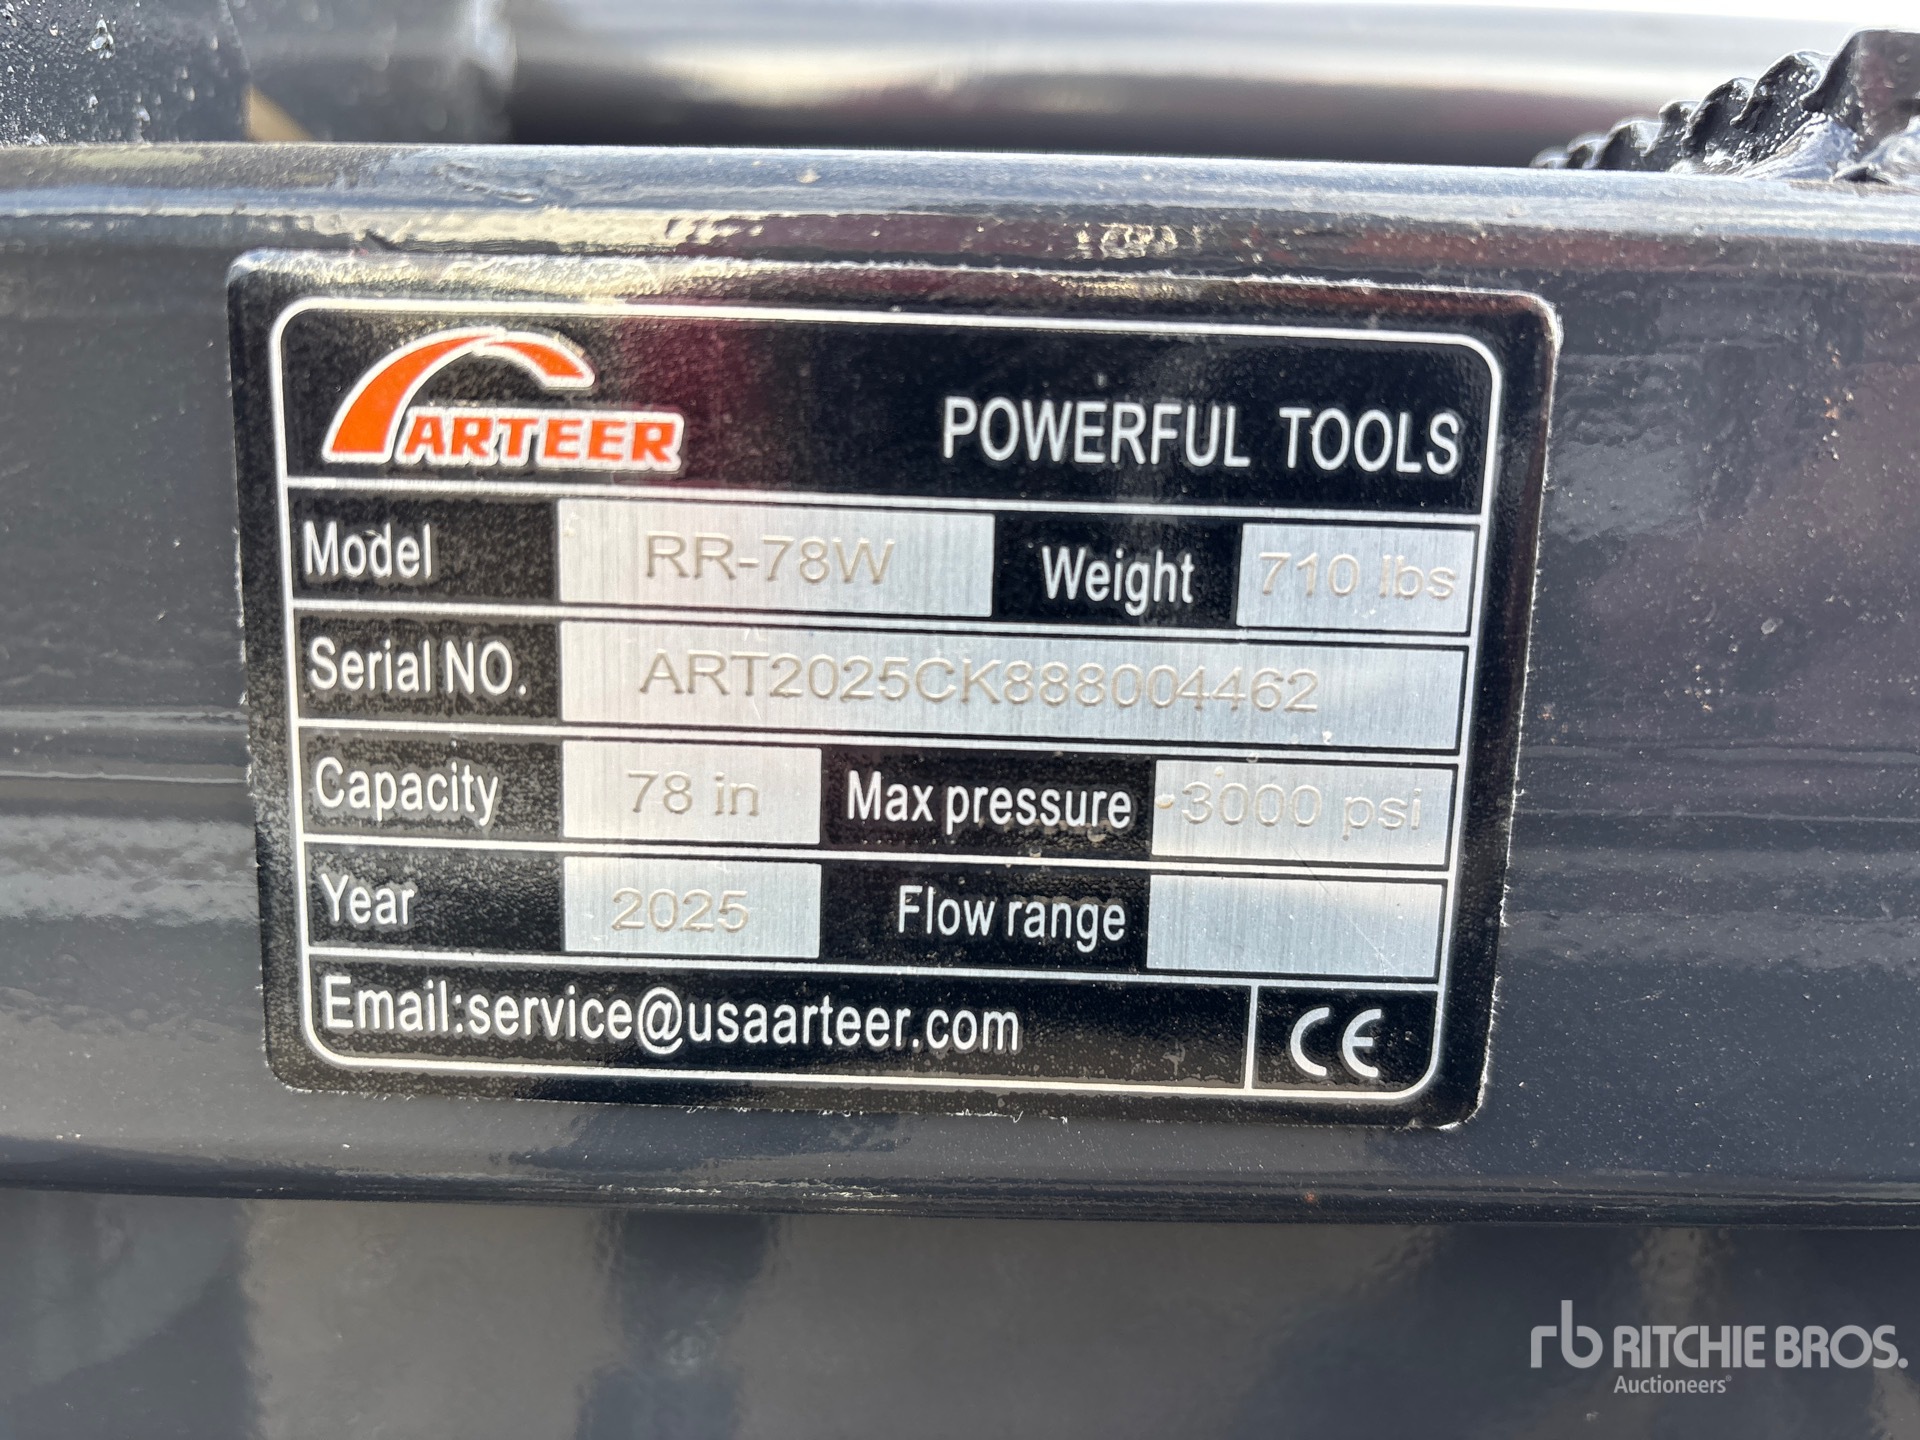 ARTEER
POWERFUL TOOLS
Model RR-78W Weight 710 lbs
Serial NO. ART2025CK888004462
Capacity 78 in Max pressure 3000 psi
Year 2025 Flow range
Email:service@usaarteer.com CE
rb RITCHIE BROS.
Auctioneers